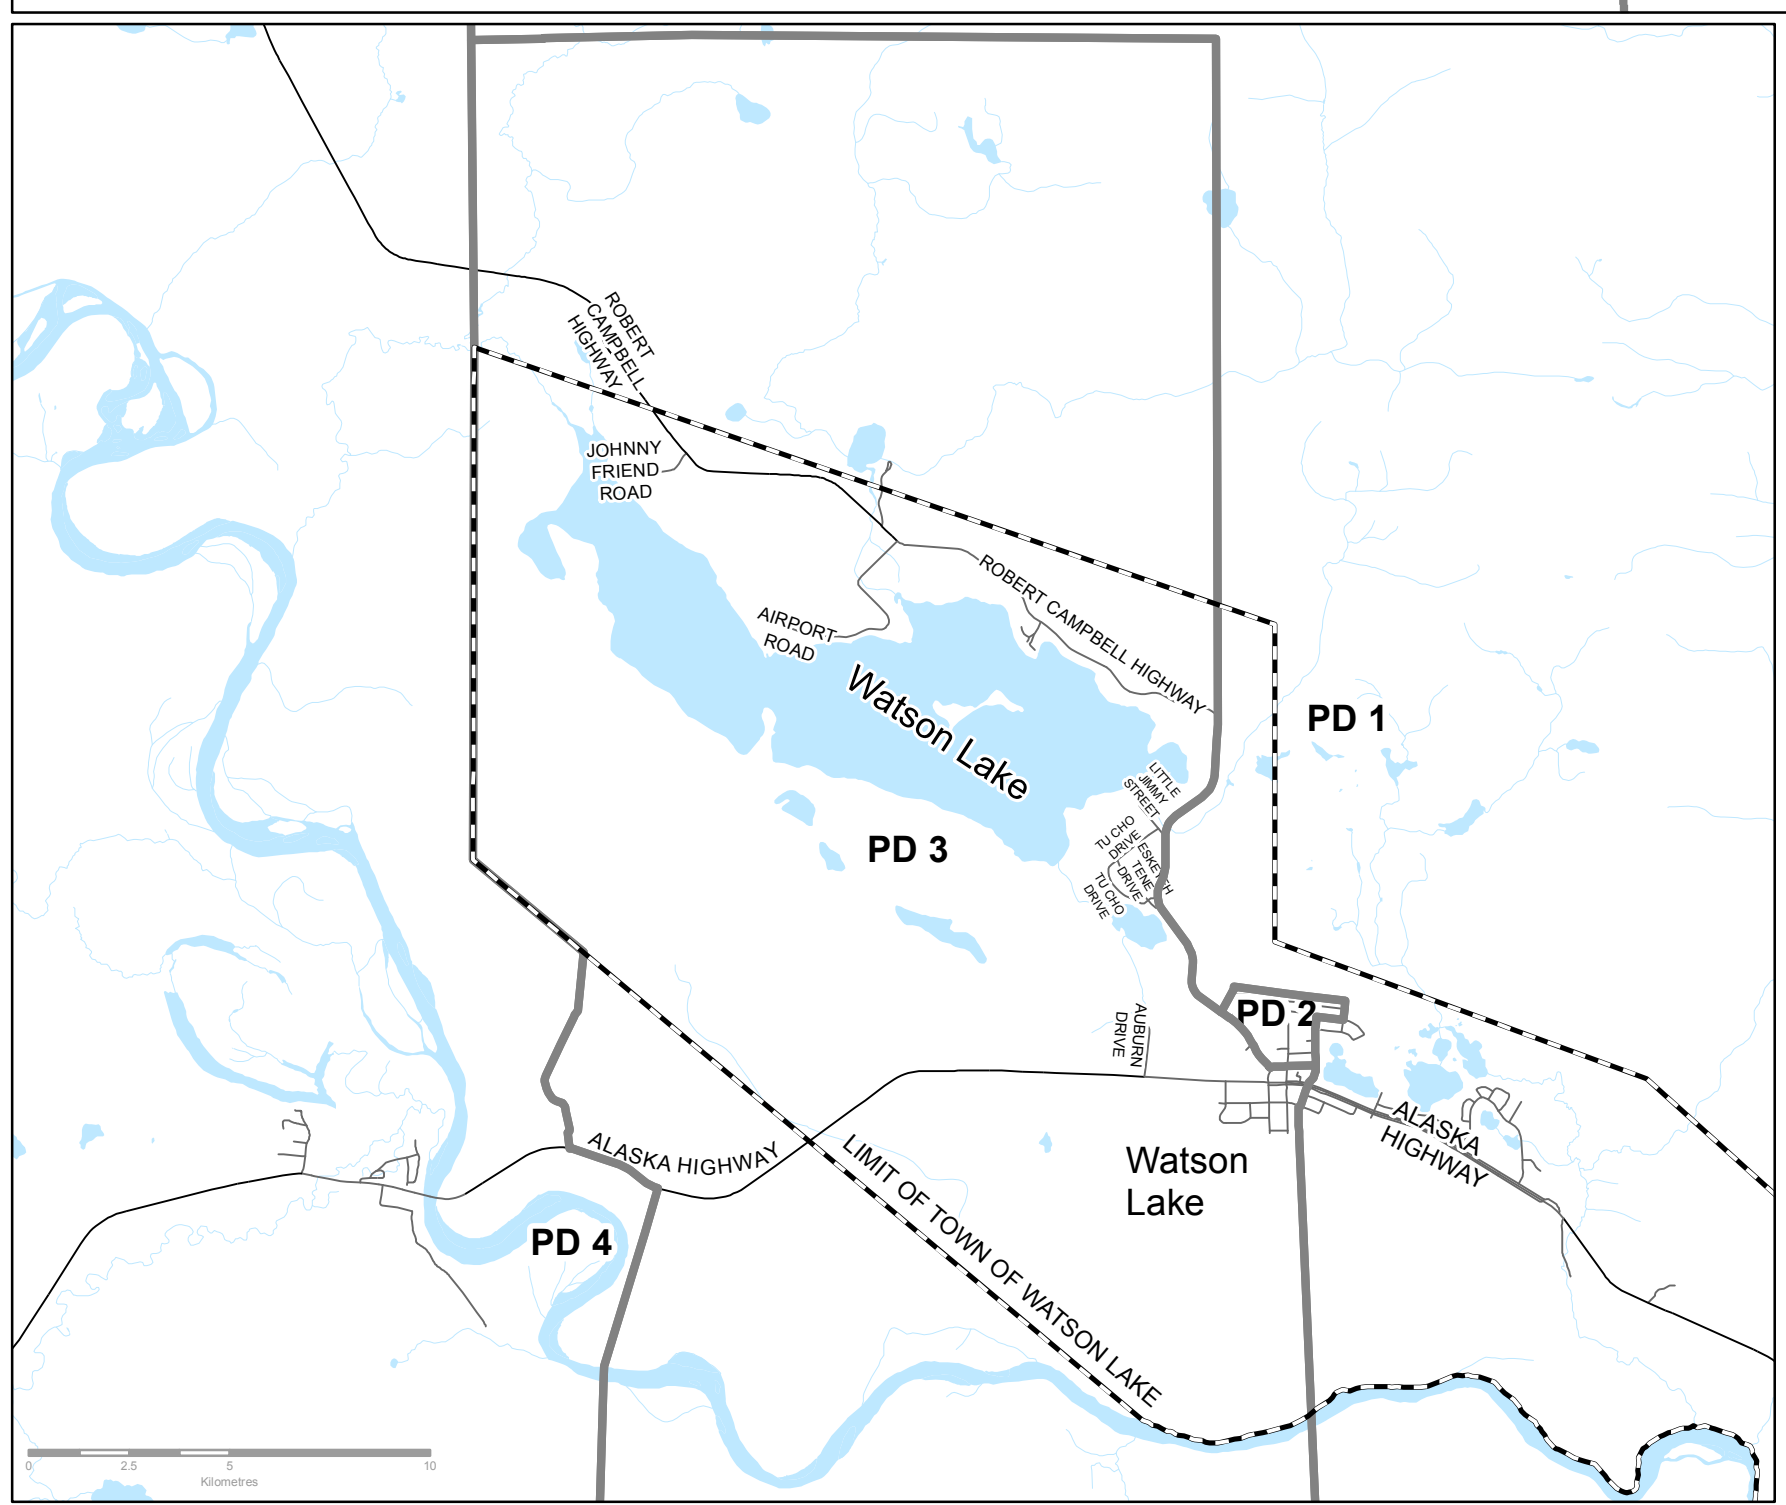 ROBERT
CAMPBELL
HIGHWAY
JOHNNY
FRIEND
ROAD
ROBERT CAMPBELL HIGHWAY
AIRPORT
ROAD
Watson Lake
PD 1
LITTLE
JIMMY
STREET
TU CHO
DRIVE
ESKETEH
TENE
DRIVE
TU CHO
DRIVE
PD 3
AUBURN
DRIVE
PD 2
ALASKA
HIGHWAY
ALASKA HIGHWAY
LIMIT OF TOWN OF WATSON LAKE
Watson
Lake
PD 4
0 2.5 5 10
Kilometres